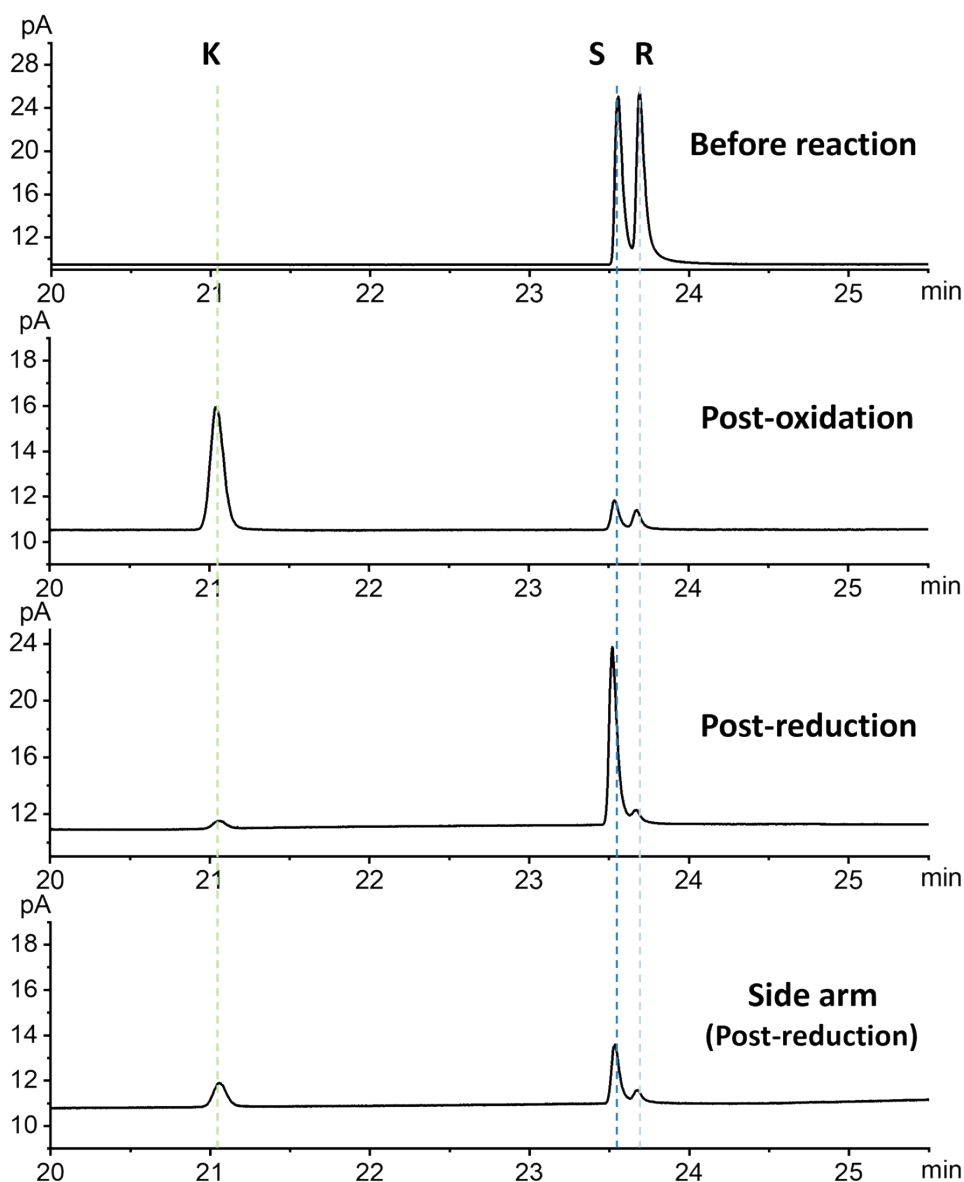 pA
K S R
28
24
20
16
12
Before reaction
20 21 22 23 24 25 min
pA
18
16
14
12
10
Post-oxidation
20 21 22 23 24 25 min
pA
24
20
16
12
Post-reduction
20 21 22 23 24 25 min
pA
18
16
14
12
10
Side arm
(Post-reduction)
20 21 22 23 24 25 min